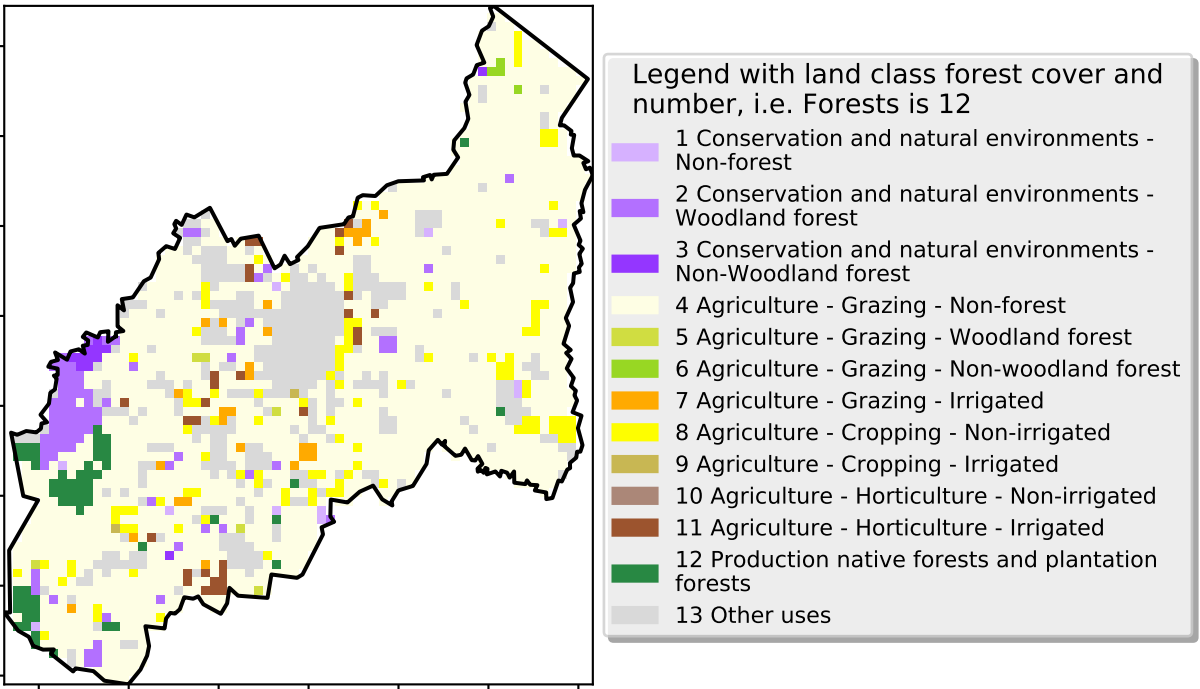 Legend with land class forest cover and
number, i.e. Forests is 12
1 Conservation and natural environments -
Non-forest
2 Conservation and natural environments -
Woodland forest
3 Conservation and natural environments -
Non-Woodland forest
4 Agriculture - Grazing - Non-forest
5 Agriculture - Grazing - Woodland forest
6 Agriculture - Grazing - Non-woodland forest
7 Agriculture - Grazing - Irrigated
8 Agriculture - Cropping - Non-irrigated
9 Agriculture - Cropping - Irrigated
10 Agriculture - Horticulture - Non-irrigated
11 Agriculture - Horticulture - Irrigated
12 Production native forests and plantation
forests
13 Other uses